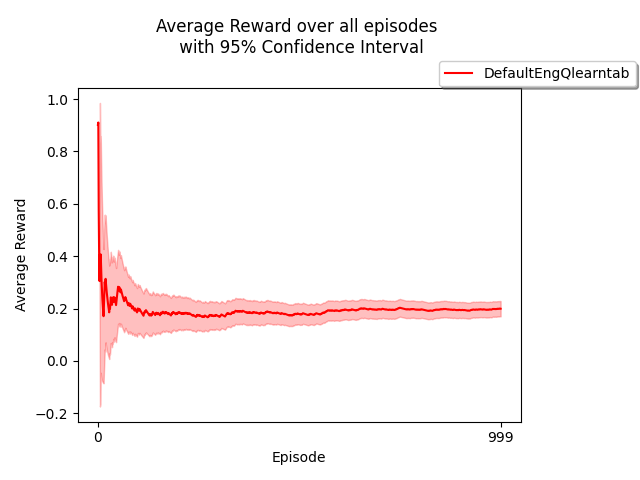 Average Reward over all episodes
with 95% Confidence Interval
DefaultEngQlearntab
1.0
0.8
0.6
0.4
0.2
0.0
−0.2
Average Reward
0
999
Episode